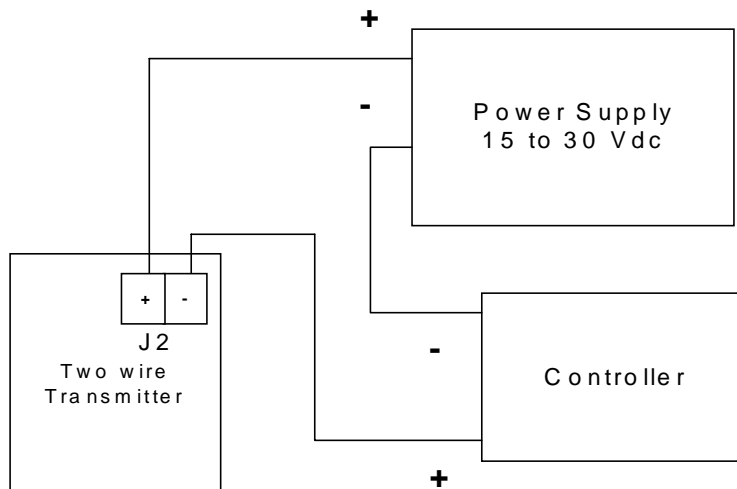 +
-
Power Supply
15 to 30 Vdc
+ -
J2
Two wire
Transmitter
-
Controller
+